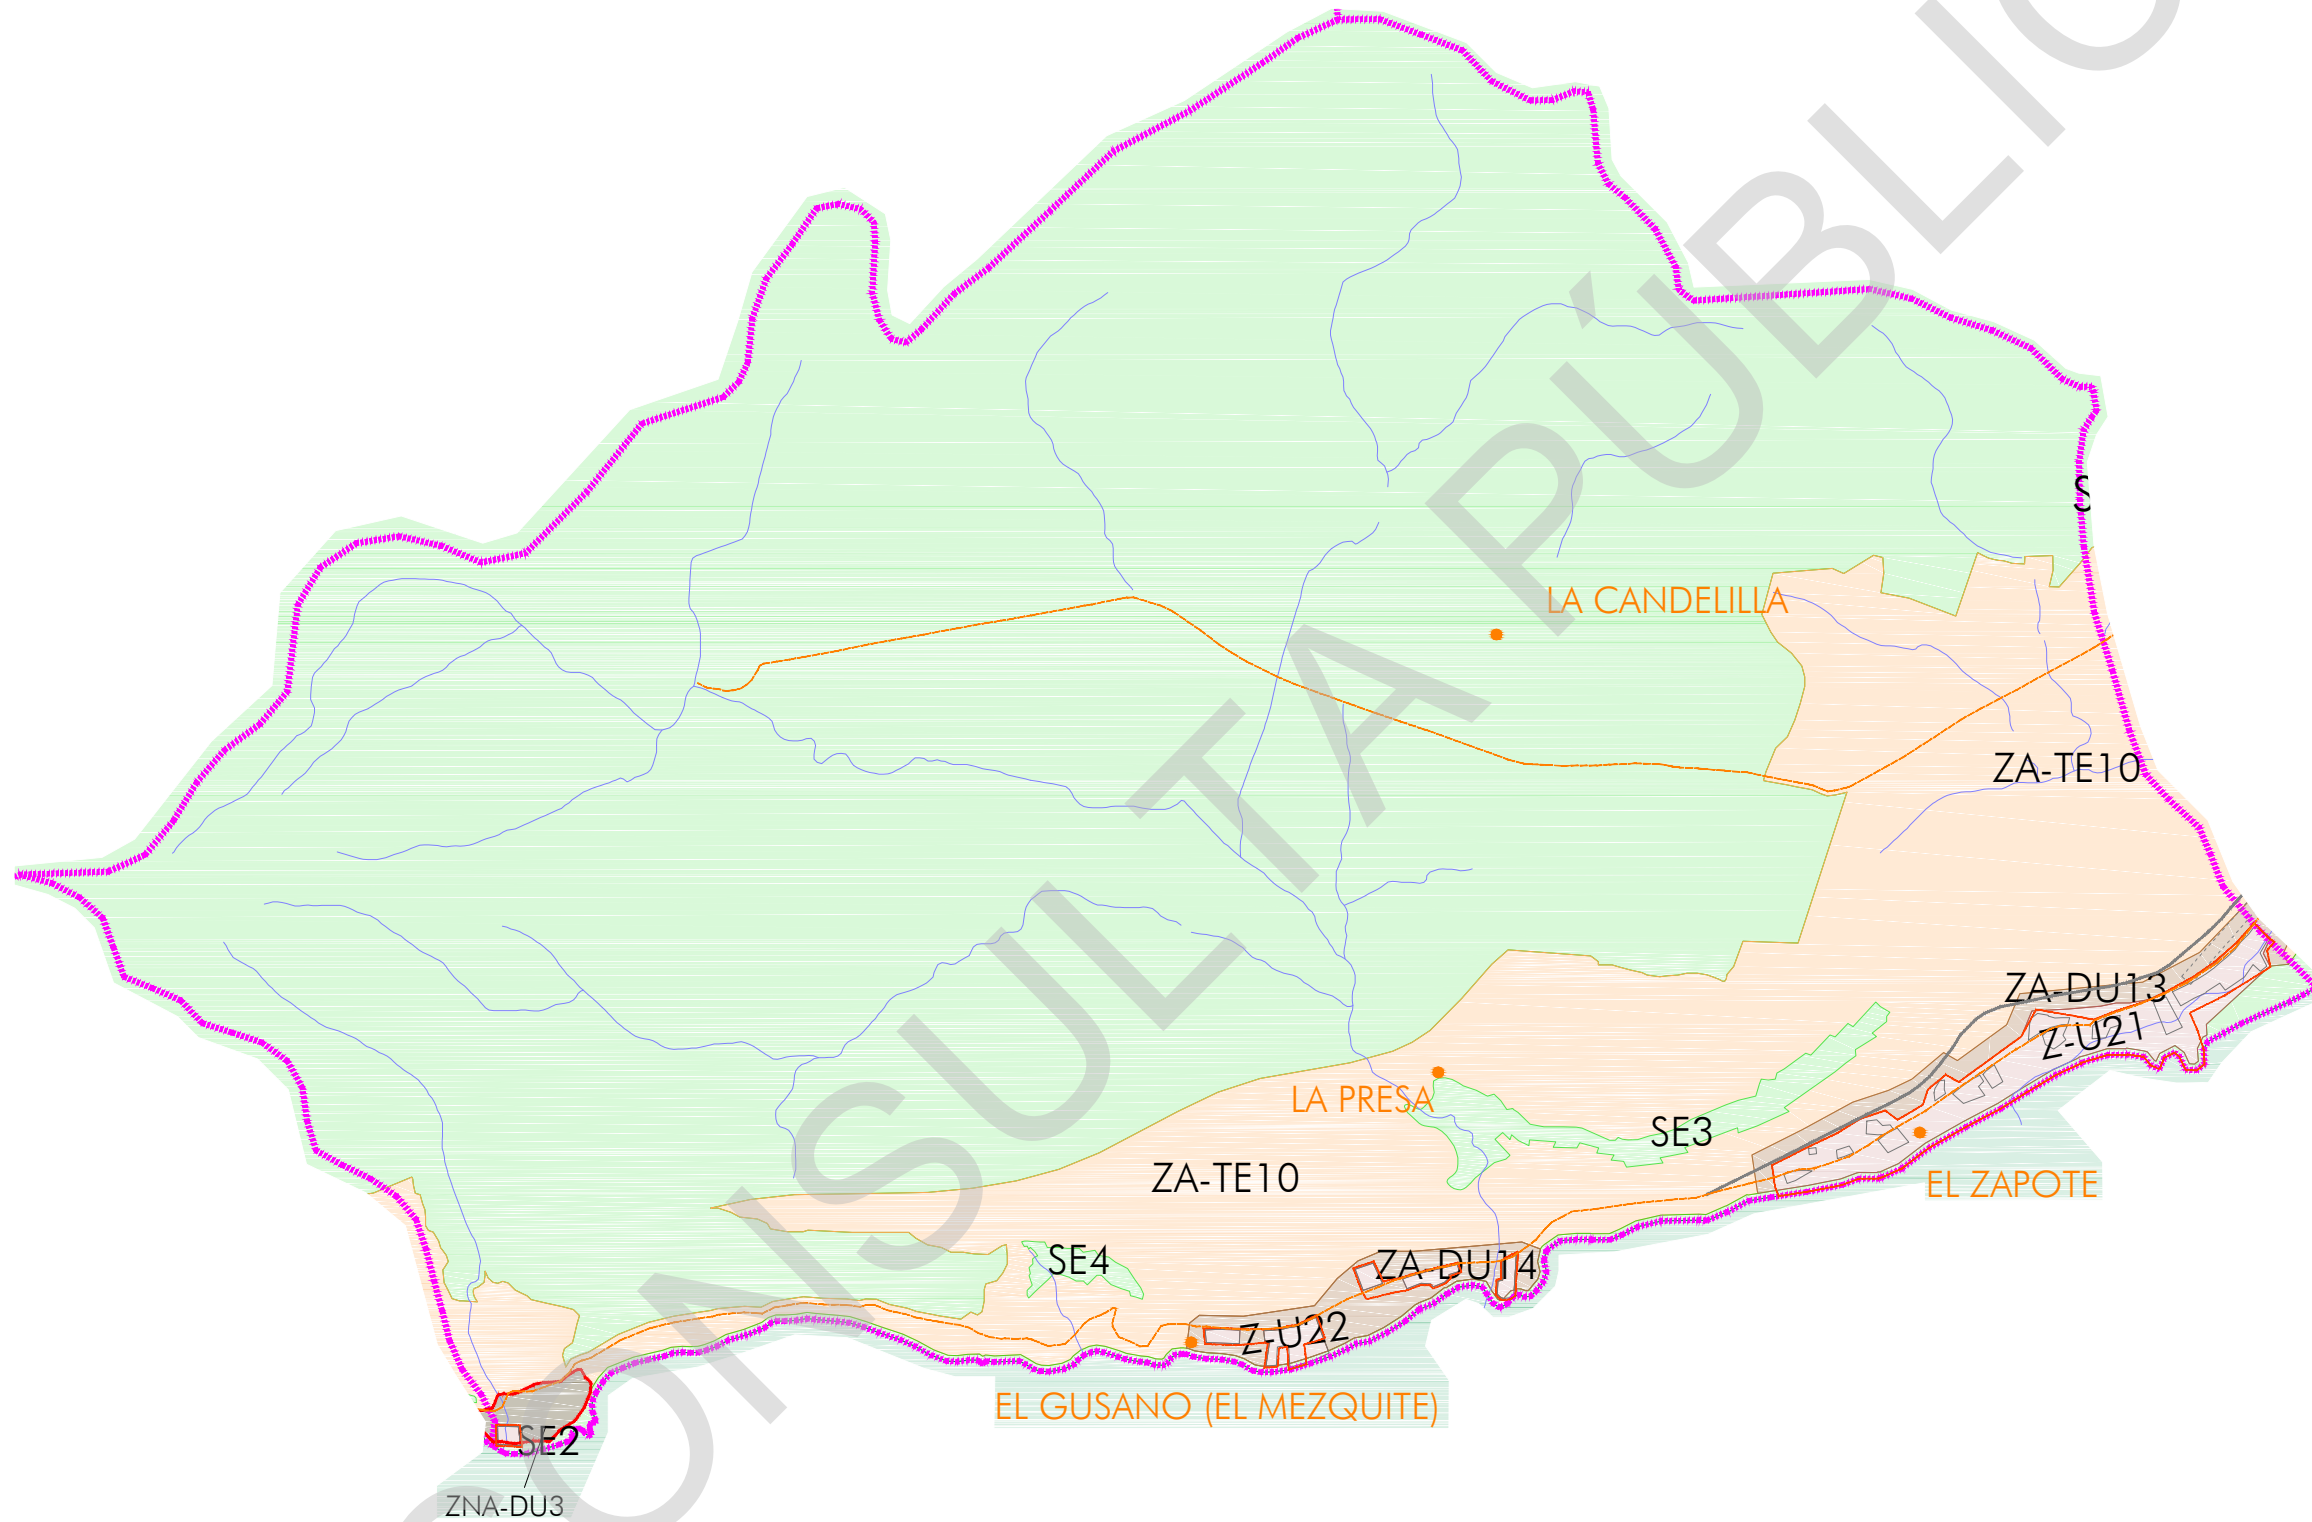 S
LA CANDELILLA
ZA-TE10
ZA-DU13
Z-U21
LA PRESA
SE3
ZA-TE10
EL ZAPOTE
SE4
ZA-DU14
Z-U22
EL GUSANO (EL MEZQUITE)
SE2
ZNA-DU3
CONSULTA PÚBLIC